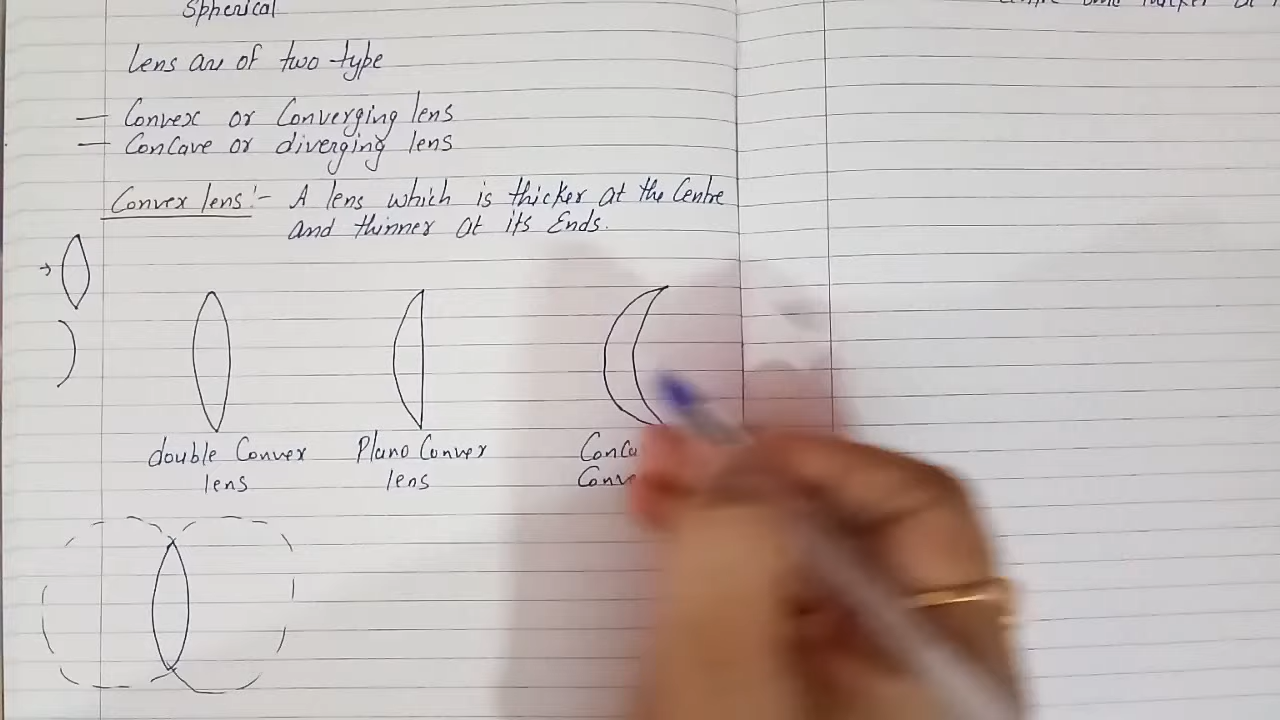 Spherical
Lens are of two type
— Convex or Converging lens
— Concave or diverging lens
Convex lens:- A lens which is thicker at the Centre
and thinner at its Ends.
double Convex
lens
Plano Convex
lens